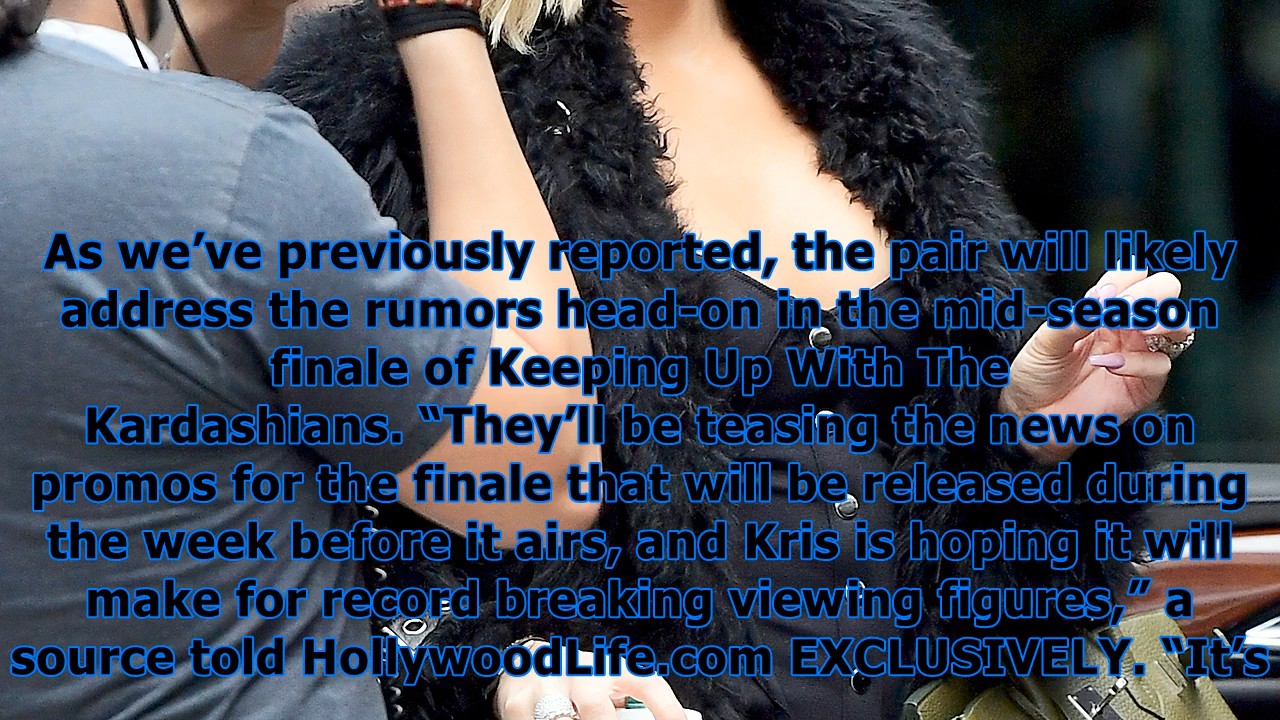 As we’ve previously reported, the pair will likely
address the rumors head-on in the mid-season
finale of Keeping Up With The
Kardashians. “They’ll be teasing the news on
promos for the finale that will be released during
the week before it airs, and Kris is hoping it will
make for record breaking viewing figures,” a
source told HollywoodLife.com EXCLUSIVELY. “It’s